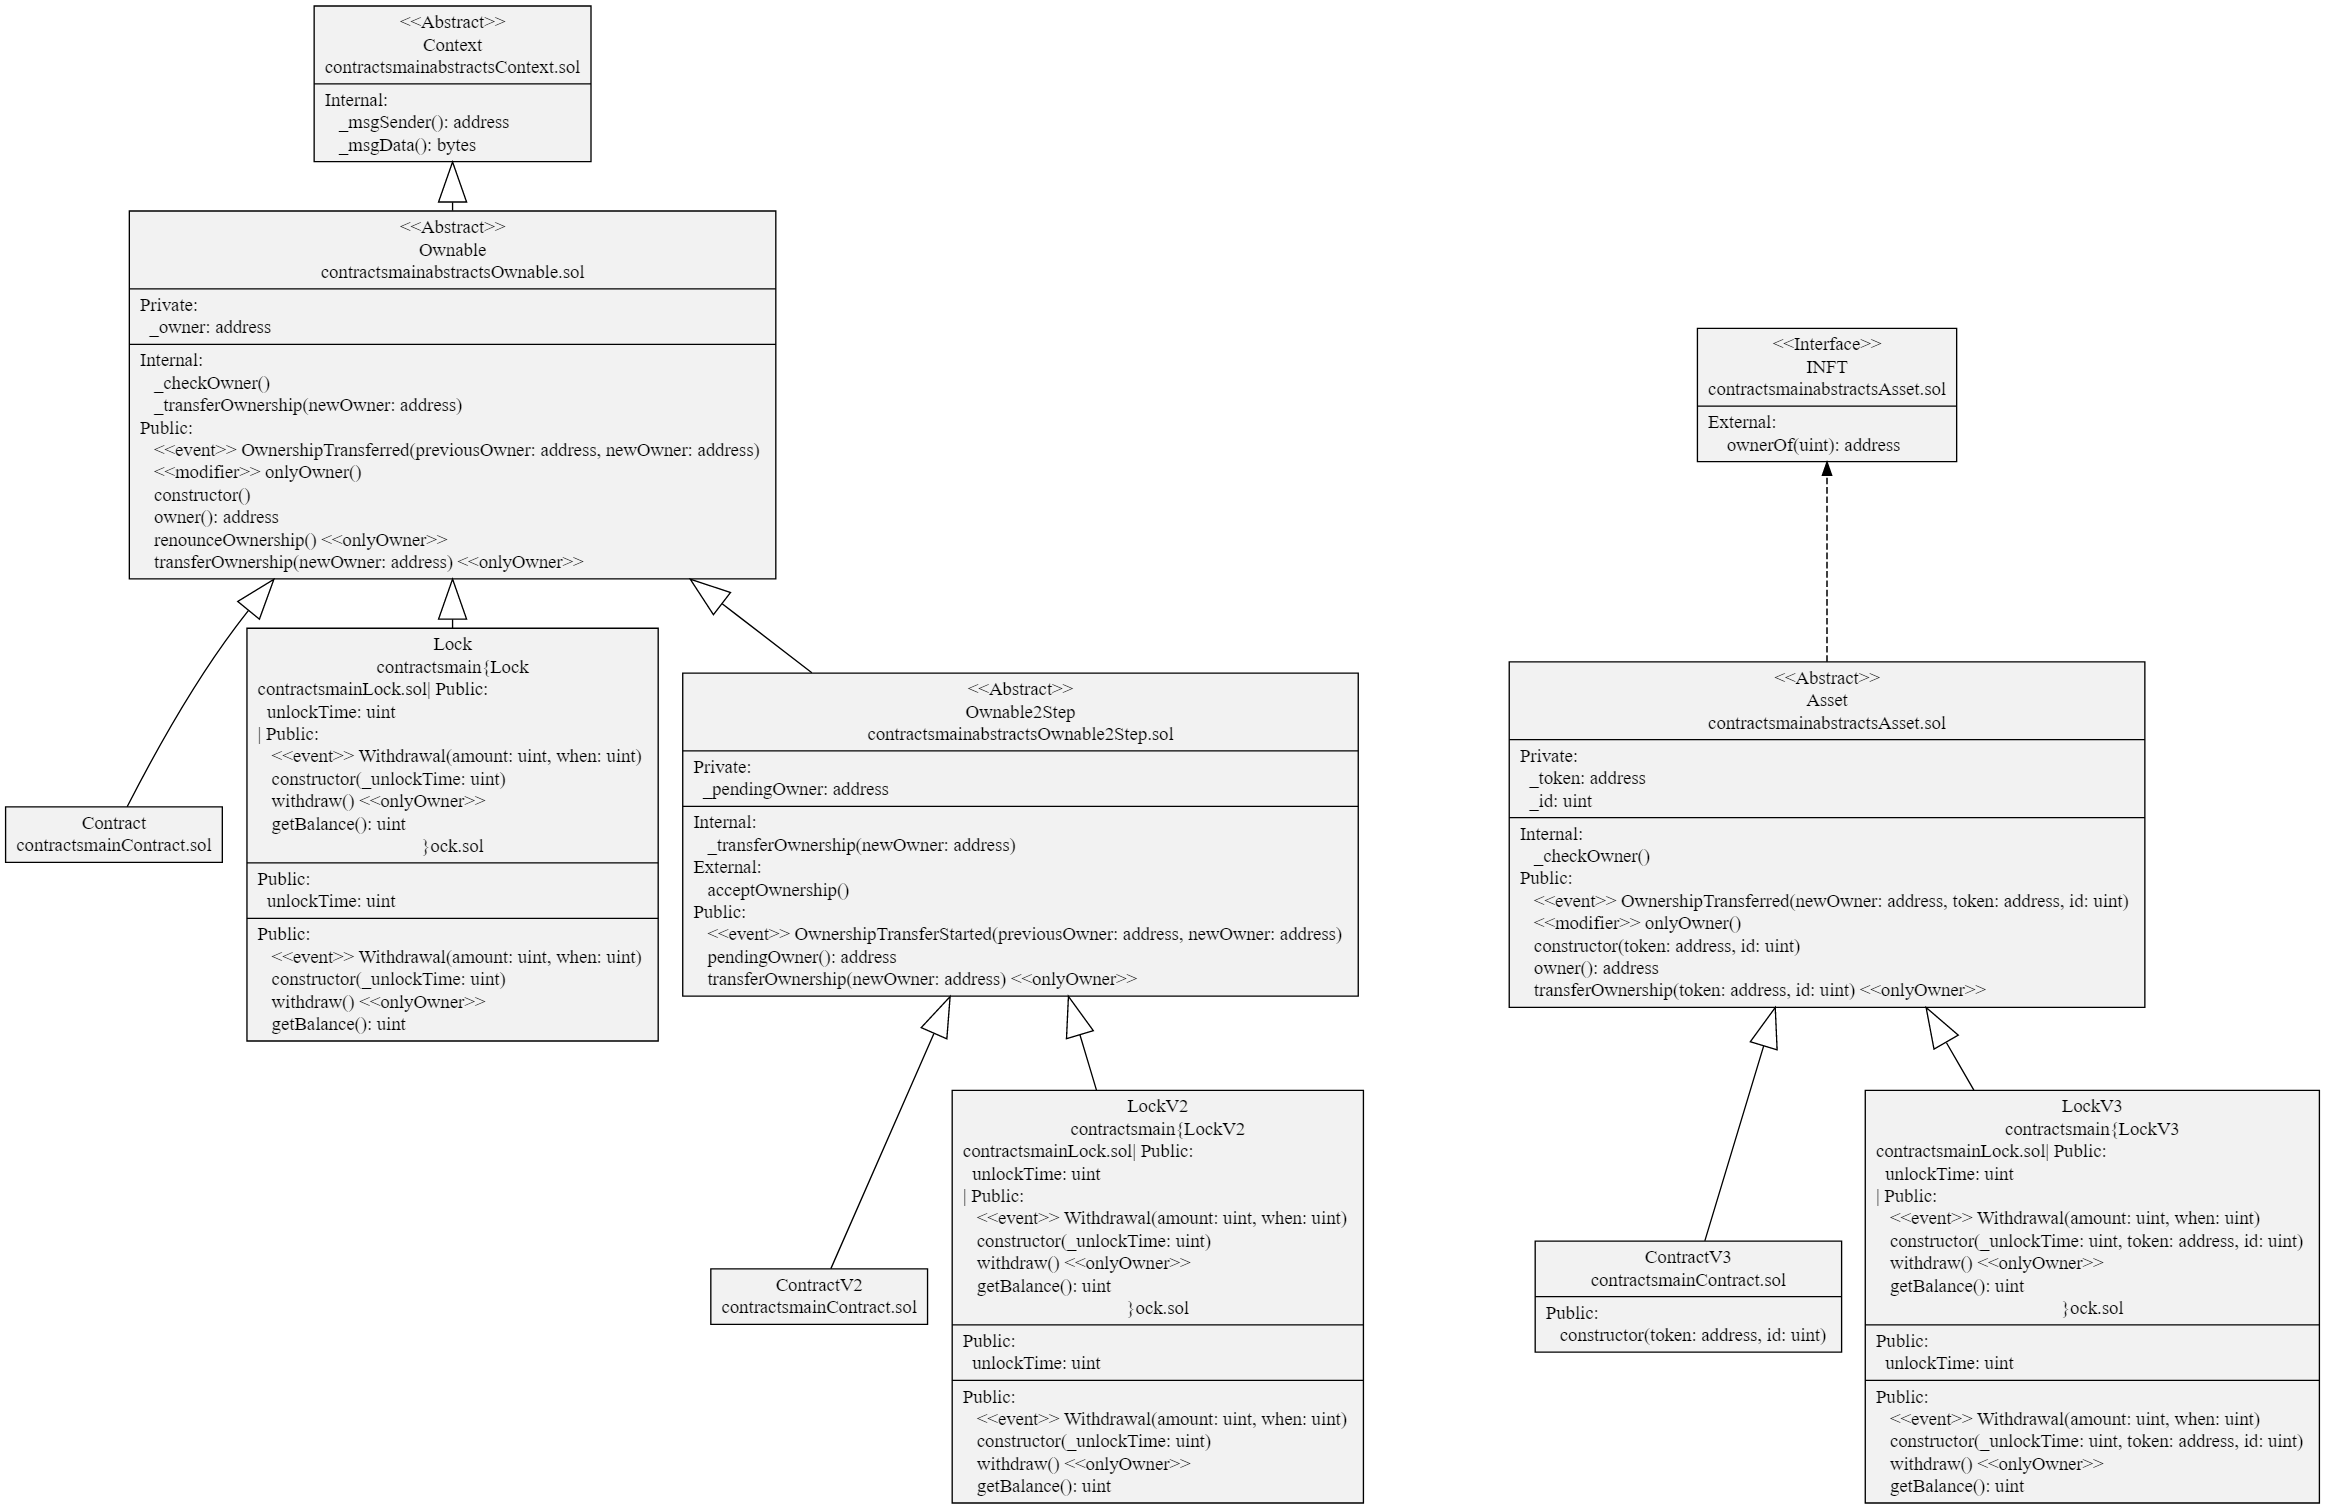 <<Abstract>>
Context
contractsmainabstractsContext.sol
Internal:
_msgSender(): address
_msgData(): bytes
<<Abstract>>
Ownable
contractsmainabstractsOwnable.sol
Private:
_owner: address
Internal:
_checkOwner()
_transferOwnership(newOwner: address)
Public:
<<event>> OwnershipTransferred(previousOwner: address, newOwner: address)
<<modifier>> onlyOwner()
constructor()
owner(): address
renounceOwnership() <<onlyOwner>>
transferOwnership(newOwner: address) <<onlyOwner>>
Contract
contractsmainContract.sol
Lock
contractsmain{Lock
contractsmainLock.sol| Public:
unlockTime: uint
| Public:
<<event>> Withdrawal(amount: uint, when: uint)
constructor(_unlockTime: uint)
withdraw() <<onlyOwner>>
getBalance(): uint
}ock.sol
Public:
unlockTime: uint
Public:
<<event>> Withdrawal(amount: uint, when: uint)
constructor(_unlockTime: uint)
withdraw() <<onlyOwner>>
getBalance(): uint
<<Abstract>>
Ownable2Step
contractsmainabstractsOwnable2Step.sol
Private:
_pendingOwner: address
Internal:
_transferOwnership(newOwner: address)
External:
acceptOwnership()
Public:
<<event>> OwnershipTransferStarted(previousOwner: address, newOwner: address)
pendingOwner(): address
transferOwnership(newOwner: address) <<onlyOwner>>
ContractV2
contractsmainContract.sol
LockV2
contractsmain{LockV2
contractsmainLock.sol| Public:
unlockTime: uint
| Public:
<<event>> Withdrawal(amount: uint, when: uint)
constructor(_unlockTime: uint)
withdraw() <<onlyOwner>>
getBalance(): uint
}ock.sol
Public:
unlockTime: uint
Public:
<<event>> Withdrawal(amount: uint, when: uint)
constructor(_unlockTime: uint)
withdraw() <<onlyOwner>>
getBalance(): uint
<<Interface>>
INFT
contractsmainabstractsAsset.sol
External:
ownerOf(uint): address
<<Abstract>>
Asset
contractsmainabstractsAsset.sol
Private:
_token: address
_id: uint
Internal:
_checkOwner()
Public:
<<event>> OwnershipTransferred(newOwner: address, token: address, id: uint)
<<modifier>> onlyOwner()
constructor(token: address, id: uint)
owner(): address
transferOwnership(token: address, id: uint) <<onlyOwner>>
ContractV3
contractsmainContract.sol
Public:
constructor(token: address, id: uint)
LockV3
contractsmain{LockV3
contractsmainLock.sol| Public:
unlockTime: uint
| Public:
<<event>> Withdrawal(amount: uint, when: uint)
constructor(_unlockTime: uint, token: address, id: uint)
withdraw() <<onlyOwner>>
getBalance(): uint
}ock.sol
Public:
unlockTime: uint
Public:
<<event>> Withdrawal(amount: uint, when: uint)
constructor(_unlockTime: uint, token: address, id: uint)
withdraw() <<onlyOwner>>
getBalance(): uint